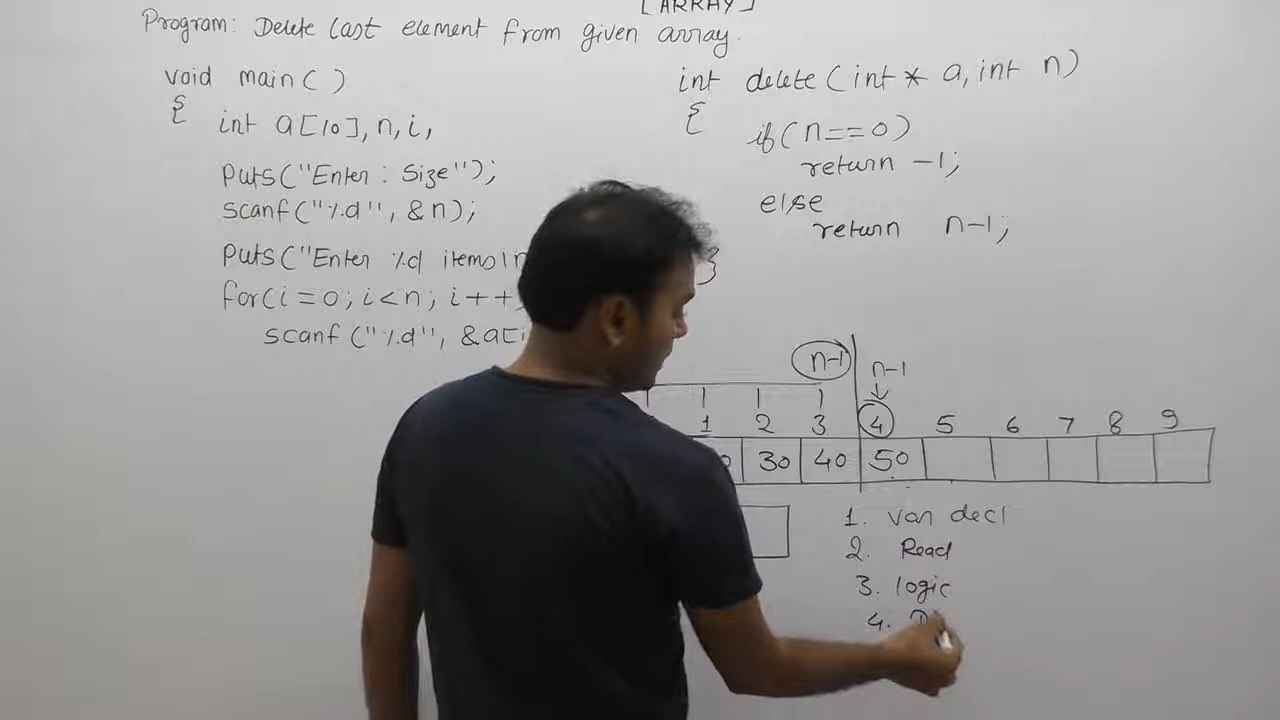 [ARRAY]
Program: Delete last element from given array.
void main( )
{
int a[10], n, i,
puts("Enter : Size");
scanf("%d", &n);
puts("Enter %d items
for(i=0; i<n; i++
scanf("%d", &a[i
int delete(int* a, int n)
{
if(n==0)
return -1;
else
return n-1;
}
n-1 n-1
1 2 3 4 5 6 7 8 9
30 40 50
1. Var decl
2. Read
3. logic
4.